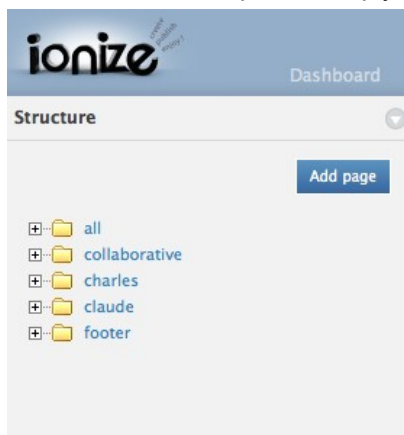 ionize
create
publish
enjoy!
Dashboard
Structure
Add page
all
collaborative
charles
claude
footer